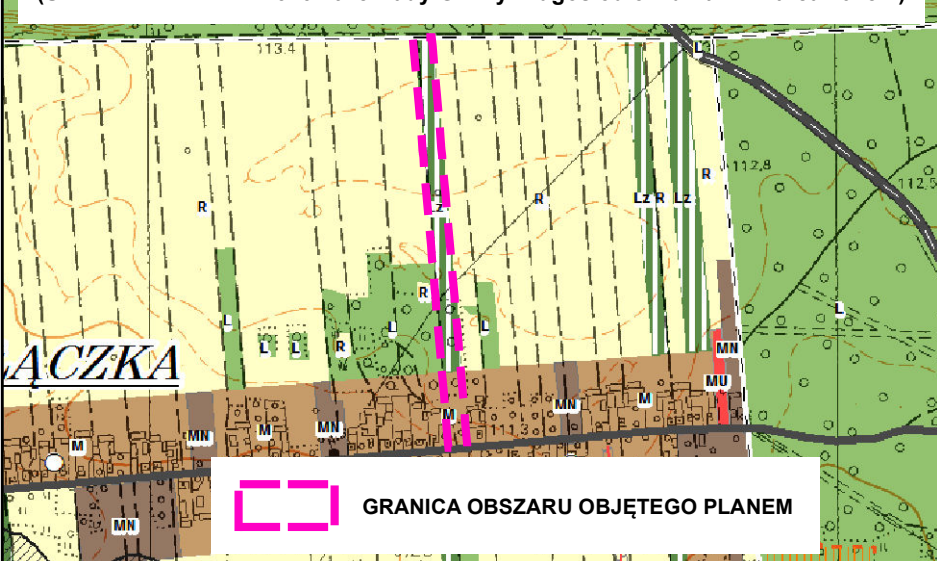 113,4
L
R
R
R
112,8
112,5
Lz R Lz
Lz
R
L
L
L
L
R
L
L
MN
ĄCZKA
MU
M
MN
M
M
MN
MN
M
111,3
MN
GRANICA OBSZARU OBJĘTEGO PLANEM